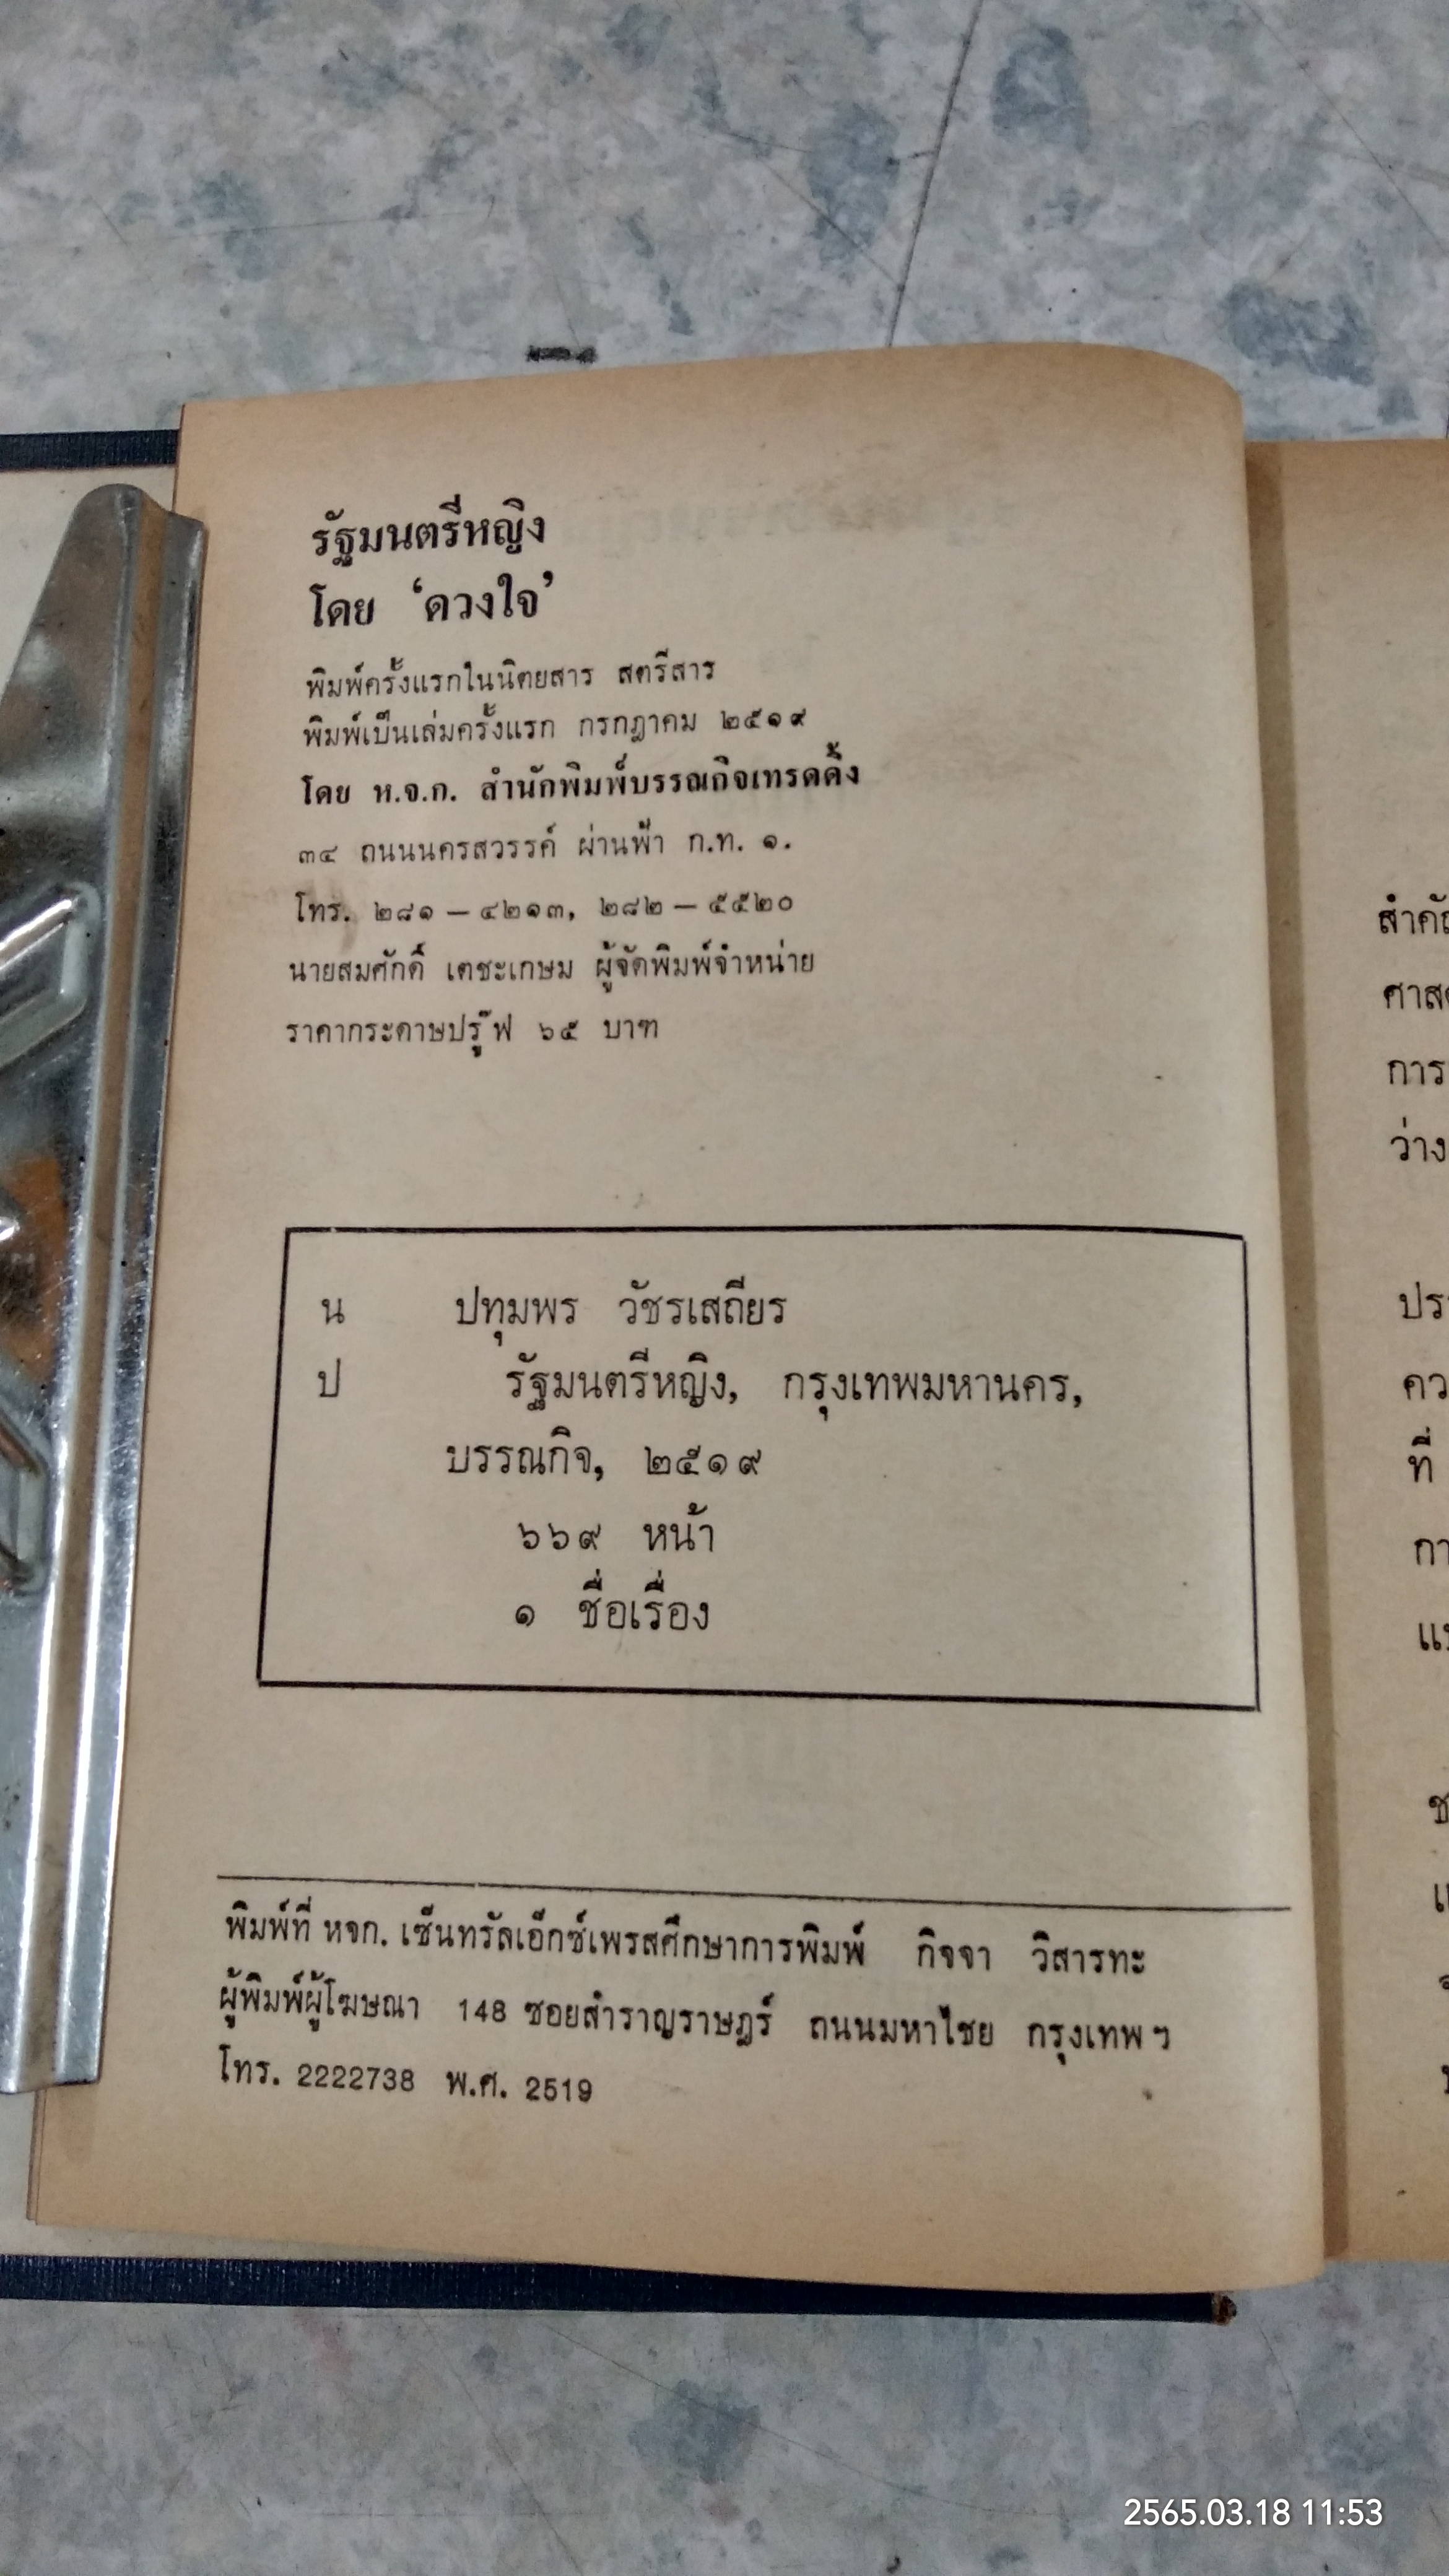 รัฐมนตรีหญิง
โดย ‘ดวงใจ’
พิมพ์ครั้งแรกในนิตยสาร สตรีสาร
พิมพ์เป็นเล่มครั้งแรก กรกฎาคม ๒๕๑๙
โดย ห.จ.ก. สำนักพิมพ์บรรณกิจเทรดดิ้ง
๓๔ ถนนนครสวรรค์ ผ่านฟ้า ก.ท. ๑.
โทร. ๒๘๑ – ๔๒๑๓, ๒๘๒ – ๕๕๒๐
นายสมศักดิ์ เตชะเกษม ผู้จัดพิมพ์จำหน่าย
ราคากระดาษปรู๊ฟ ๖๕ บาท
น ปทุมพร วัชรเสถียร
ป รัฐมนตรีหญิง, กรุงเทพมหานคร,
บรรณกิจ, ๒๕๑๙
๖๖๙ หน้า
๑ ชื่อเรื่อง
พิมพ์ที่ หจก. เซ็นทรัลเอ็กซ์เพรสศึกษาการพิมพ์ กิจจา วิสารทะ
ผู้พิมพ์ผู้โฆษณา 148 ซอยสำราญราษฎร์ ถนนมหาไชย กรุงเทพฯ
โทร. 2222738 พ.ศ. 2519
ศาส
การ
ว่าง
ที่
2565.03.18 11:53